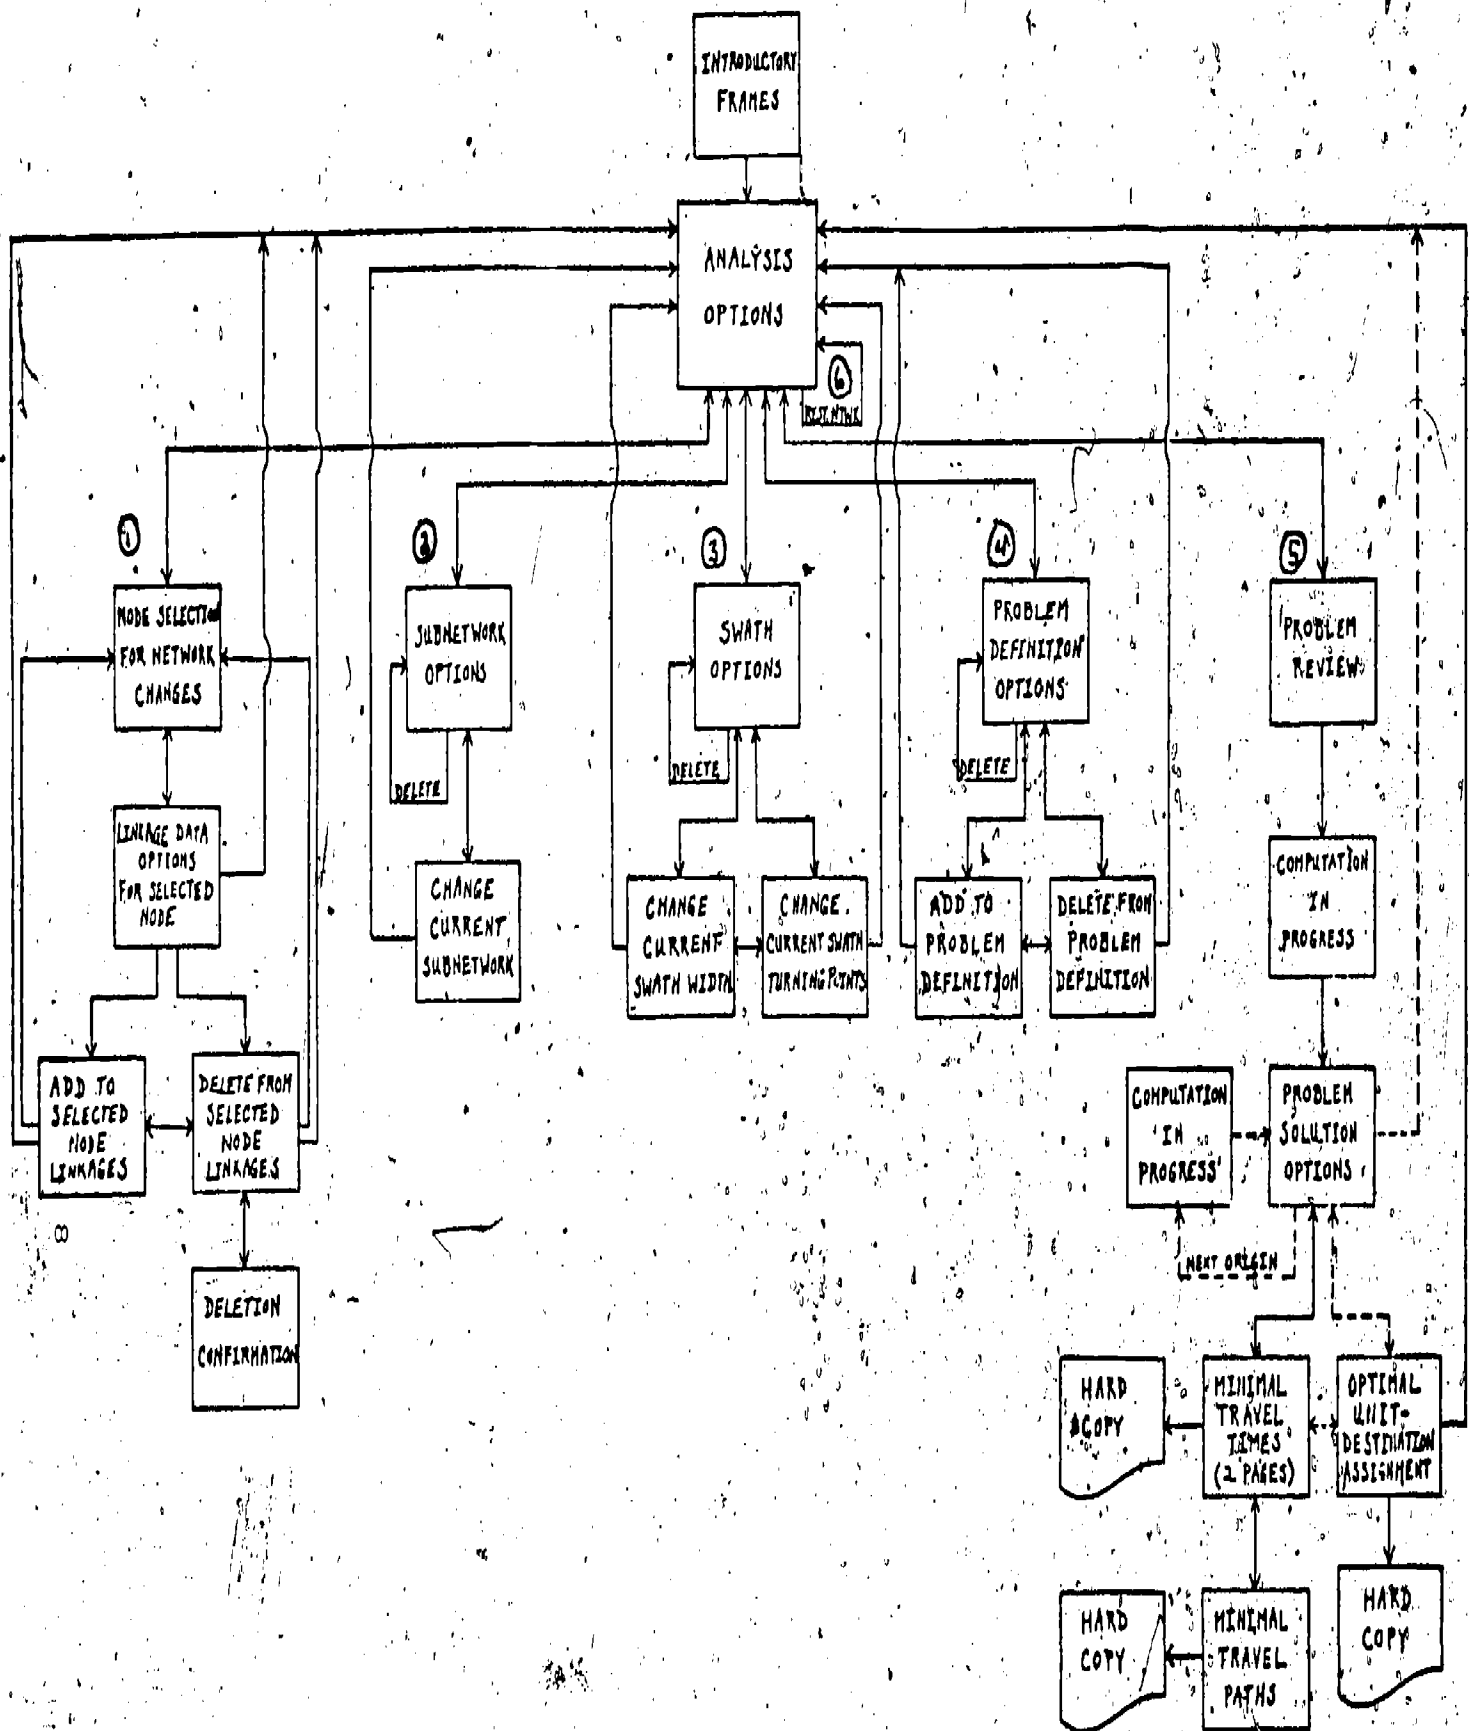 INTRODUCTORY
FRAMES
ANALYSIS
OPTIONS
6
REST.NTWK
1
2
3
4
5
NODE SELECTION
FOR NETWORK
CHANGES
SUBNETWORK
OPTIONS
DELETE
SWATH
OPTIONS
DELETE
PROBLEM
DEFINITION
OPTIONS
DELETE
PROBLEM
REVIEW
LINKAGE DATA
OPTIONS
FOR SELECTED
NODE
CHANGE
CURRENT
SUBNETWORK
CHANGE
CURRENT
SWATH WIDTH
CHANGE
CURRENT SWATH
TURNING POINTS
ADD TO
PROBLEM
DEFINITION
DELETE FROM
PROBLEM
DEFINITION
COMPUTATION
IN
PROGRESS
ADD TO
SELECTED
NODE
LINKAGES
DELETE FROM
SELECTED
NODE
LINKAGES
COMPUTATION
IN
PROGRESS
PROBLEM
SOLUTION
OPTIONS
NEXT ORIGIN
8
DELETION
CONFIRMATION
HARD
COPY
MINIMAL
TRAVEL
TIMES
(2 PAGES)
OPTIMAL
UNIT-
DESTINATION
ASSIGNMENT
HARD
COPY
MINIMAL
TRAVEL
PATHS
HARD
COPY